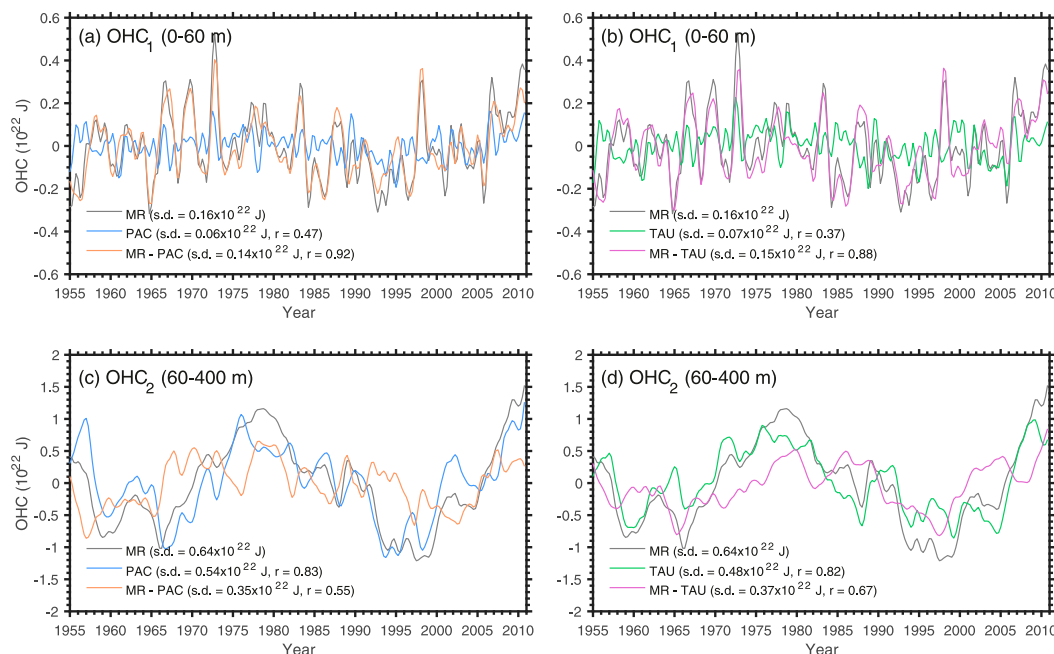 (a) OHC1 (0-60 m)
OHC (10^22 J)
0.6
0.4
0.2
0
-0.2
-0.4
-0.6
MR (s.d. = 0.16x10^22 J)
PAC (s.d. = 0.06x10^22 J, r = 0.47)
MR - PAC (s.d. = 0.14x10^22 J, r = 0.92)
1955 1960 1965 1970 1975 1980 1985 1990 1995 2000 2005 2010
Year
(b) OHC1 (0-60 m)
0.6
0.4
0.2
0
-0.2
-0.4
-0.6
MR (s.d. = 0.16x10^22 J)
TAU (s.d. = 0.07x10^22 J, r = 0.37)
MR - TAU (s.d. = 0.15x10^22 J, r = 0.88)
1955 1960 1965 1970 1975 1980 1985 1990 1995 2000 2005 2010
Year
(c) OHC2 (60-400 m)
OHC (10^22 J)
2
1.5
1
0.5
0
-0.5
-1
-1.5
-2
MR (s.d. = 0.64x10^22 J)
PAC (s.d. = 0.54x10^22 J, r = 0.83)
MR - PAC (s.d. = 0.35x10^22 J, r = 0.55)
1955 1960 1965 1970 1975 1980 1985 1990 1995 2000 2005 2010
Year
(d) OHC2 (60-400 m)
2
1.5
1
0.5
0
-0.5
-1
-1.5
-2
MR (s.d. = 0.64x10^22 J)
TAU (s.d. = 0.48x10^22 J, r = 0.82)
MR - TAU (s.d. = 0.37x10^22 J, r = 0.67)
1955 1960 1965 1970 1975 1980 1985 1990 1995 2000 2005 2010
Year